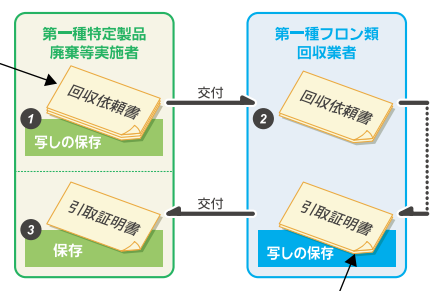 第一種特定製品
廃棄等実施者
回収依頼書
1
写しの保存
交付
第一種フロン類
回収業者
2
回収依頼書
引取証明書
3
保存
交付
引取証明書
写しの保存